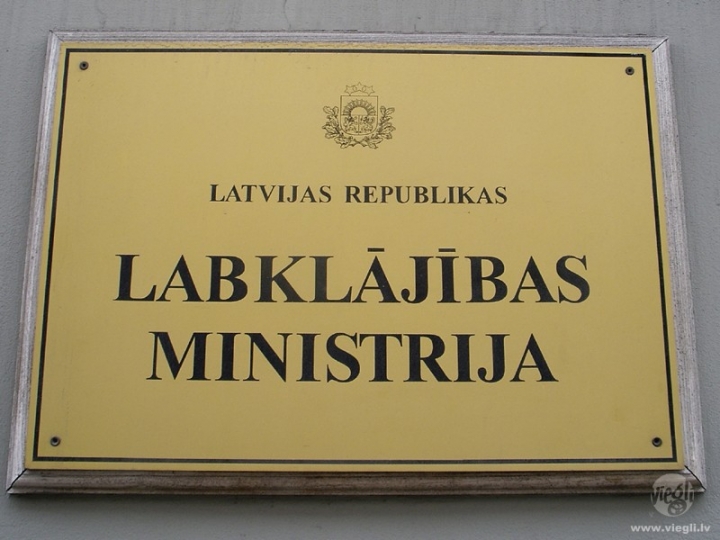 LATVIJAS REPUBLIKAS
LABKLĀJĪBAS
MINISTRIJA
viegli
www.viegli.lv